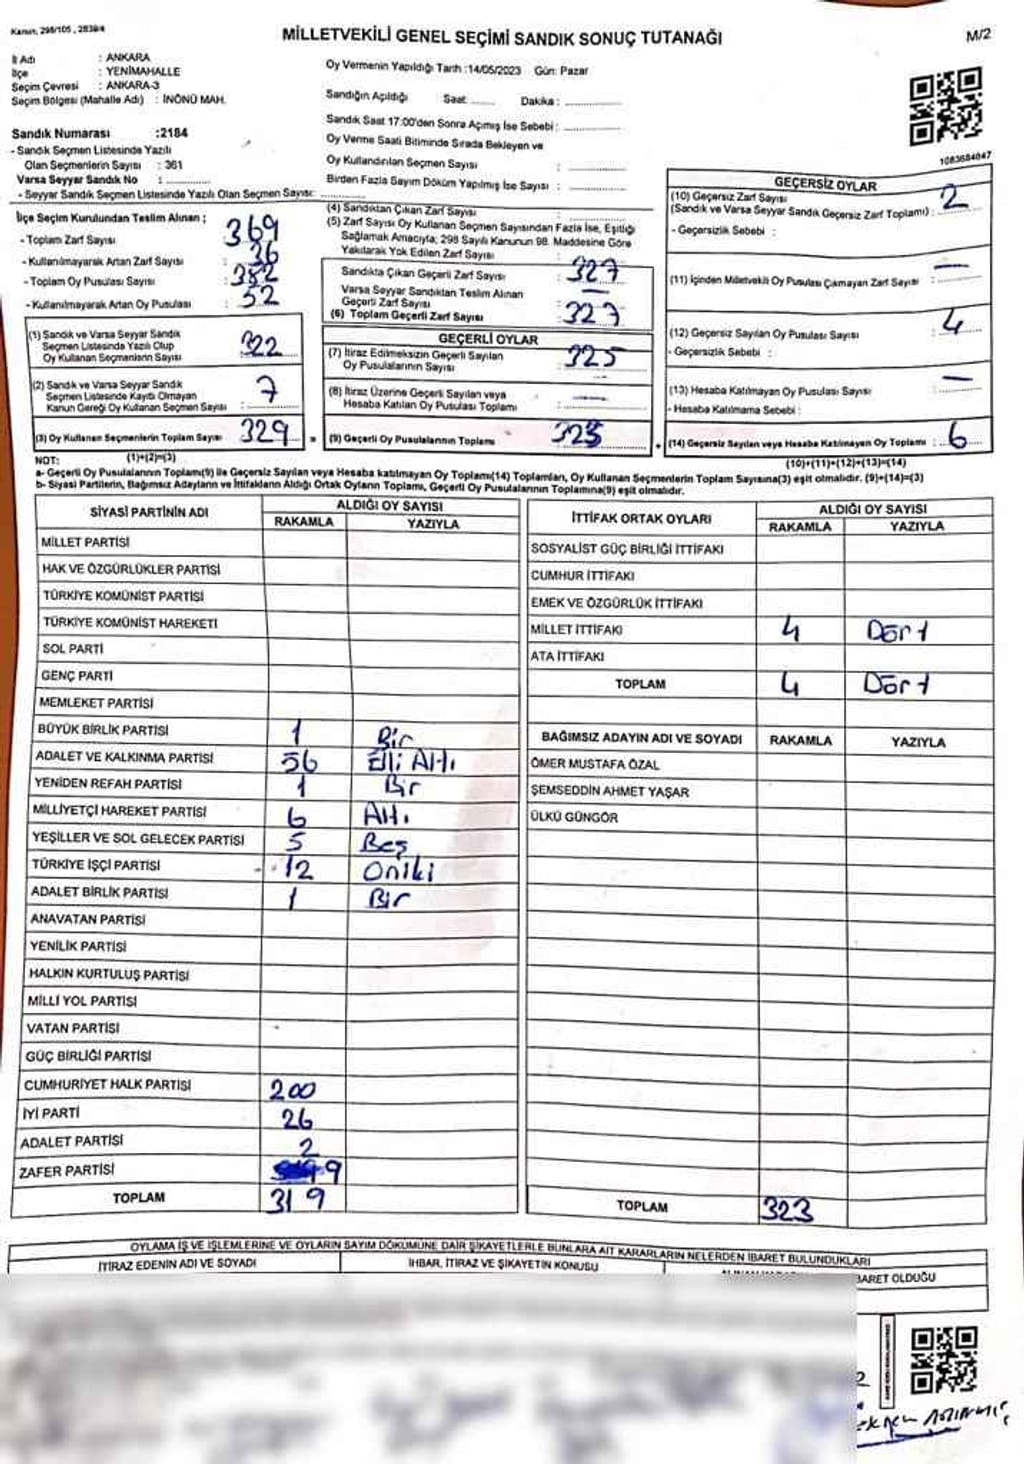 Kanun, 298/105, 2839/4
MİLLETVEKİLİ GENEL SEÇİMİ SANDIK SONUÇ TUTANAĞI
M/2
İl Adı : ANKARA
İlçe : YENİMAHALLE
Seçim Çevresi : ANKARA-3
Seçim Bölgesi (Mahalle Adı) : İNÖNÜ MAH.
Sandık Numarası :2184
- Sandık Seçmen Listesinde Yazılı
Olan Seçmenlerin Sayısı : 361
Varsa Seyyar Sandık No : ............
- Seyyar Sandık Seçmen Listesinde Yazılı Olan Seçmen Sayısı: ............
Oy Vermenin Yapıldığı Tarih :14/05/2023 Gün: Pazar
Sandığın Açıldığı Saat: ...... Dakika: ............
Sandık Saat 17:00'den Sonra Açımış İse Sebebi: ............
Oy Verme Saati Bitiminde Sırada Bekleyen ve
Oy Kullandırılan Seçmen Sayısı : ............
Birden Fazla Sayım Döküm Yapılmış İse Sayısı : ............
1083684047
İlçe Seçim Kurulundan Teslim Alınan ;
- Toplam Zarf Sayısı : 369
- Kullanılmayarak Artan Zarf Sayısı : 36
- Toplam Oy Pusulası Sayısı : 382
- Kullanılmayarak Artan Oy Pusulası : 52
(1) Sandık ve Varsa Seyyar Sandık
Seçmen Listesinde Yazılı Olup
Oy Kullanan Seçmenlerin Sayısı : 322
(2) Sandık ve Varsa Seyyar Sandık
Seçmen Listesinde Kayıtlı Olmayan
Kanun Gereği Oy Kullanan Seçmen Sayısı : 7
(3) Oy Kullanan Seçmenlerin Toplam Sayısı : 329
(1)+(2)=(3)
(4) Sandıktan Çıkan Zarf Sayısı : ............
(5) Zarf Sayısı Oy Kullanan Seçmen Sayısından Fazla İse, Eşitliği
Sağlamak Amacıyla; 298 Sayılı Kanunun 98. Maddesine Göre
Yakılarak Yok Edilen Zarf Sayısı : ............
Sandıkta Çıkan Geçerli Zarf Sayısı : 327
Varsa Seyyar Sandıktan Teslim Alınan
Geçerli Zarf Sayısı : —
(6) Toplam Geçerli Zarf Sayısı : 327
GEÇERLİ OYLAR
(7) İtiraz Edilmeksizin Geçerli Sayılan
Oy Pusulalarının Sayısı : 325
(8) İtiraz Üzerine Geçerli Sayılan veya
Hesaba Katılan Oy Pusulası Toplamı : —
= (9) Geçerli Oy Pusulalarının Toplamı : 323
GEÇERSİZ OYLAR
(10) Geçersiz Zarf Sayısı
(Sandık ve Varsa Seyyar Sandık Geçersiz Zarf Toplamı) : 2
- Geçersizlik Sebebi :
(11) İçinden Milletvekili Oy Pusulası Çıkmayan Zarf Sayısı : —
(12) Geçersiz Sayılan Oy Pusulası Sayısı : 4
- Geçersizlik Sebebi :
(13) Hesaba Katılmayan Oy Pusulası Sayısı : —
- Hesaba Katılmama Sebebi :
+ (14) Geçersiz Sayılan veya Hesaba Katılmayan Oy Toplamı : 6
(10)+(11)+(12)+(13)=(14)
NOT:
a- Geçerli Oy Pusulalarının Toplamı(9) ile Geçersiz Sayılan veya Hesaba katılmayan Oy Toplamı(14) Toplamları, Oy Kullanan Seçmenlerin Toplam Sayısına(3) eşit olmalıdır. (9)+(14)=(3)
b- Siyasi Partilerin, Bağımsız Adayların ve İttifakların Aldığı Ortak Oyların Toplamı, Geçerli Oy Pusulalarının Toplamına(9) eşit olmalıdır.
SİYASİ PARTİNİN ADI ALDIĞI OY SAYISI
RAKAMLA YAZIYLA
MİLLET PARTİSİ
HAK VE ÖZGÜRLÜKLER PARTİSİ
TÜRKİYE KOMÜNİST PARTİSİ
TÜRKİYE KOMÜNİST HAREKETİ
SOL PARTİ
GENÇ PARTİ
MEMLEKET PARTİSİ
BÜYÜK BİRLİK PARTİSİ 1 Bir
ADALET VE KALKINMA PARTİSİ 56 Elli Altı
YENİDEN REFAH PARTİSİ 1 Bir
MİLLİYETÇİ HAREKET PARTİSİ 6 Altı
YEŞİLLER VE SOL GELECEK PARTİSİ 5 Beş
TÜRKİYE İŞÇİ PARTİSİ 12 Oniki
ADALET BİRLİK PARTİSİ 1 Bir
ANAVATAN PARTİSİ
YENİLİK PARTİSİ
HALKIN KURTULUŞ PARTİSİ
MİLLİ YOL PARTİSİ
VATAN PARTİSİ
GÜÇ BİRLİĞİ PARTİSİ
CUMHURİYET HALK PARTİSİ 200
İYİ PARTİ 26
ADALET PARTİSİ 2
ZAFER PARTİSİ 9
TOPLAM 319
İTTİFAK ORTAK OYLARI ALDIĞI OY SAYISI
RAKAMLA YAZIYLA
SOSYALİST GÜÇ BİRLİĞİ İTTİFAKI
CUMHUR İTTİFAKI
EMEK VE ÖZGÜRLÜK İTTİFAKI
MİLLET İTTİFAKI 4 Dört
ATA İTTİFAKI
TOPLAM 4 Dört
BAĞIMSIZ ADAYIN ADI VE SOYADI RAKAMLA YAZIYLA
ÖMER MUSTAFA ÖZAL
ŞEMSEDDİN AHMET YAŞAR
ÜLKÜ GÜNGÖR
TOPLAM 323
OYLAMA İŞ VE İŞLEMLERİNE VE OYLARIN SAYIM DÖKÜMÜNE DAİR ŞİKAYETLERLE BUNLARA AİT KARARLARIN NELERDEN İBARET BULUNDUKLARI
İTİRAZ EDENİN ADI VE SOYADI
İHBAR, İTİRAZ VE ŞİKAYETİN KONUSU
BARET OLDUĞU